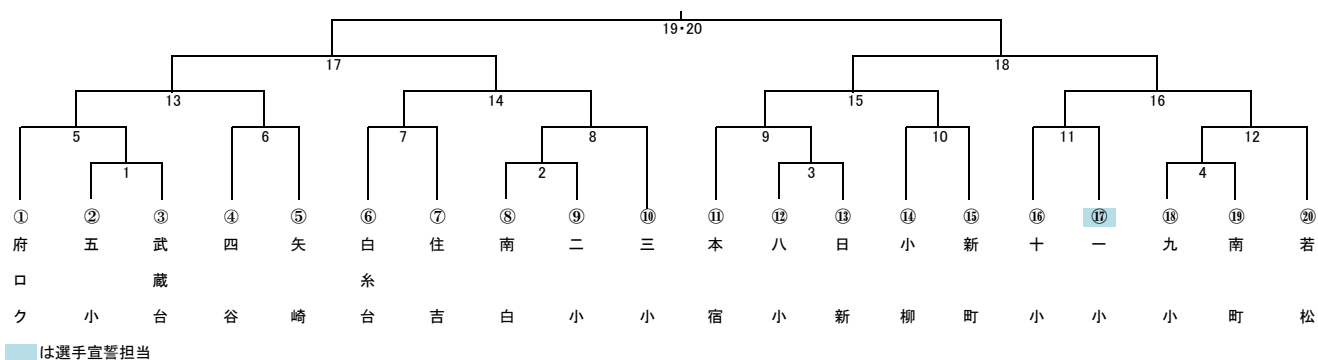 19・20
17 18
13 14 15 16
5 6 7 8 9 10 11 12
1 2 3 4
① ② ③ ④ ⑤ ⑥ ⑦ ⑧ ⑨ ⑩ ⑪ ⑫ ⑬ ⑭ ⑮ ⑯ ⑰ ⑱ ⑲ ⑳
府ロク
五小
武蔵台
四谷
矢崎
白糸台
住吉
南白
二小
三小
本宿
八小
日新
小柳
新町
十小
一小
九小
南町
若松
は選手宣誓担当